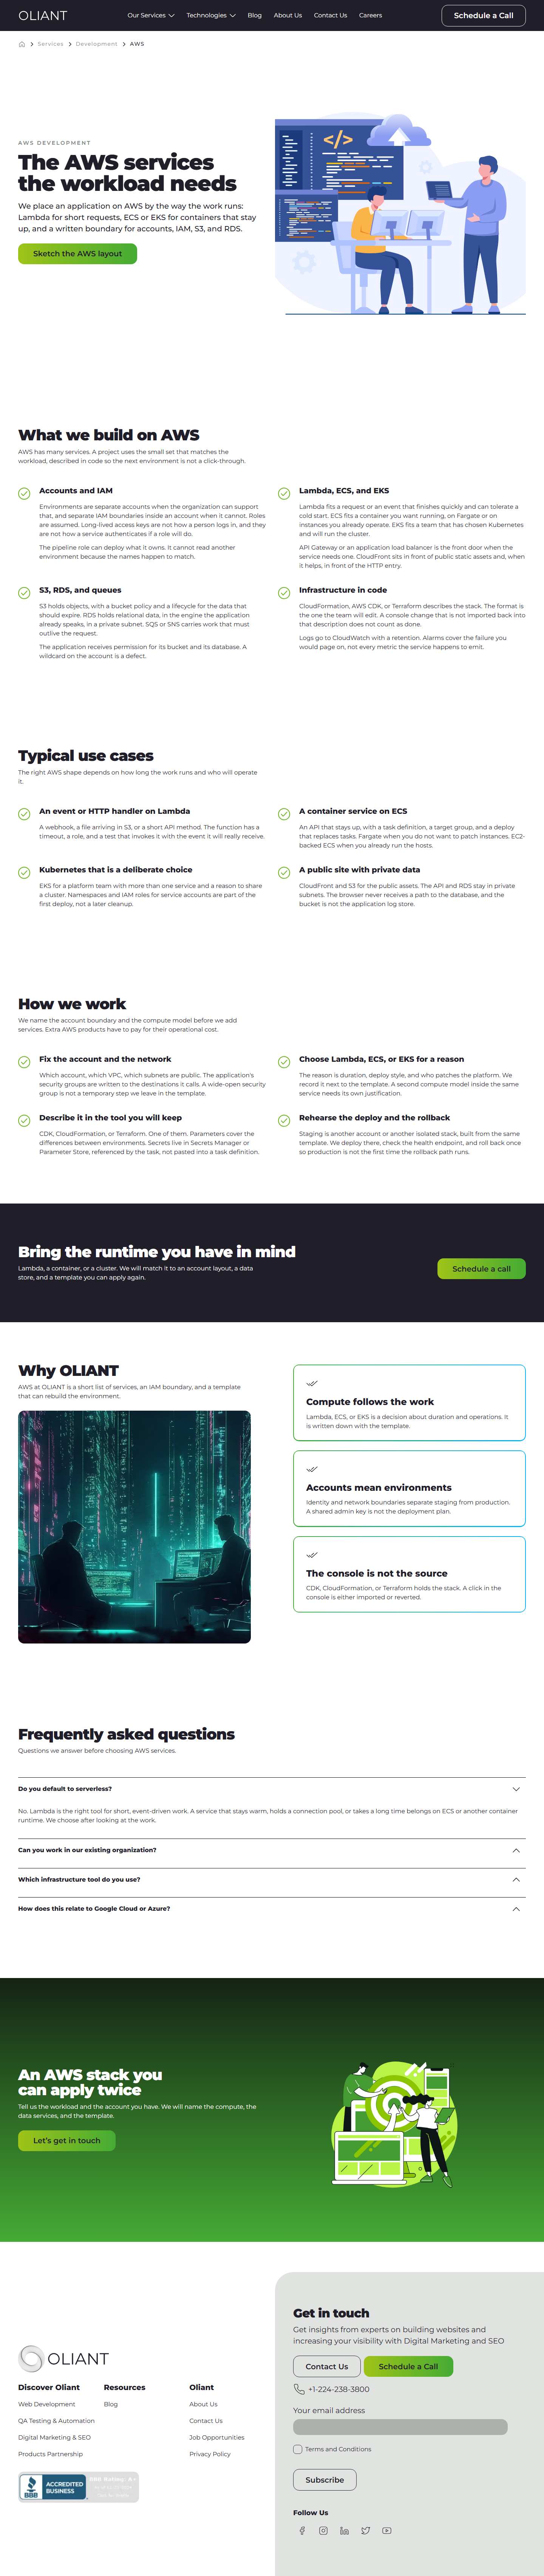 OLIANT
Our Services
Technologies
Blog
About Us
Contact Us
Careers
Schedule a Call
Services
Development
AWS
AWS DEVELOPMENT
The AWS services
the workload needs
We place an application on AWS by the way the work runs:
Lambda for short requests, ECS or EKS for containers that stay
up, and a written boundary for accounts, IAM, S3, and RDS.
Sketch the AWS layout
What we build on AWS
AWS has many services. A project uses the small set that matches the
workload, described in code so the next environment is not a click-through.
Accounts and IAM
Environments are separate accounts when the organization can support
that, and separate IAM boundaries inside an account when it cannot. Roles
are assumed. Long-lived access keys are not how a person logs in, and they
are not how a service authenticates if a role will do.
The pipeline role can deploy what it owns. It cannot read another
environment because the names happen to match.
Lambda, ECS, and EKS
Lambda fits a request or an event that finishes quickly and can tolerate a
cold start. ECS fits a container you want running, on Fargate or on
instances you already operate. EKS fits a team that has chosen Kubernetes
and will run the cluster.
API Gateway or an application load balancer is the front door when the
service needs one. CloudFront sits in front of public static assets and, when
it helps, in front of the HTTP entry.
S3, RDS, and queues
S3 holds objects, with a bucket policy and a lifecycle for the data that
should expire. RDS holds relational data, in the engine the application
already speaks, in a private subnet. SQS or SNS carries work that must
outlive the request.
The application receives permission for its bucket and its database. A
wildcard on the account is a defect.
Infrastructure in code
CloudFormation, AWS CDK, or Terraform describes the stack. The format is
the one the team will edit. A console change that is not imported back into
that description does not count as done.
Logs go to CloudWatch with a retention. Alarms cover the failure you
would page on, not every metric the service happens to emit.
Typical use cases
The right AWS shape depends on how long the work runs and who will operate
it.
An event or HTTP handler on Lambda
A webhook, a file arriving in S3, or a short API method. The function has a
timeout, a role, and a test that invokes it with the event it will really receive.
A container service on ECS
An API that stays up, with a task definition, a target group, and a deploy
that replaces tasks. Fargate when you do not want to patch instances. EC2-
backed ECS when you already run the hosts.
Kubernetes that is a deliberate choice
EKS for a platform team with more than one service and a reason to share
a cluster. Namespaces and IAM roles for service accounts are part of the
first deploy, not a later cleanup.
A public site with private data
CloudFront and S3 for the public assets. The API and RDS stay in private
subnets. The browser never receives a path to the database, and the
bucket is not the application log store.
How we work
We name the account boundary and the compute model before we add
services. Extra AWS products have to pay for their operational cost.
Fix the account and the network
Which account, which VPC, which subnets are public. The application's
security groups are written to the destinations it calls. A wide-open security
group is not a temporary step we leave in the template.
Choose Lambda, ECS, or EKS for a reason
The reason is duration, deploy style, and who patches the platform. We
record it next to the template. A second compute model inside the same
service needs its own justification.
Describe it in the tool you will keep
CDK, CloudFormation, or Terraform. One of them. Parameters cover the
differences between environments. Secrets live in Secrets Manager or
Parameter Store, referenced by the task, not pasted into a task definition.
Rehearse the deploy and the rollback
Staging is another account or another isolated stack, built from the same
template. We deploy there, check the health endpoint, and roll back once
so production is not the first time the rollback path runs.
Bring the runtime you have in mind
Lambda, a container, or a cluster. We will match it to an account layout, a data
store, and a template you can apply again.
Schedule a call
Why OLIANT
AWS at OLIANT is a short list of services, an IAM boundary, and a template
that can rebuild the environment.
Compute follows the work
Lambda, ECS, or EKS is a decision about duration and operations. It
is written down with the template.
Accounts mean environments
Identity and network boundaries separate staging from production.
A shared admin key is not the deployment plan.
The console is not the source
CDK, CloudFormation, or Terraform holds the stack. A click in the
console is either imported or reverted.
Frequently asked questions
Questions we answer before choosing AWS services.
Do you default to serverless?
No. Lambda is the right tool for short, event-driven work. A service that stays warm, holds a connection pool, or takes a long time belongs on ECS or another container
runtime. We choose after looking at the work.
Can you work in our existing organization?
Which infrastructure tool do you use?
How does this relate to Google Cloud or Azure?
An AWS stack you
can apply twice
Tell us the workload and the account you have. We will name the compute, the
data services, and the template.
Let's get in touch
OLIANT
Discover Oliant
Web Development
QA Testing & Automation
Digital Marketing & SEO
Products Partnership
Resources
Blog
Oliant
About Us
Contact Us
Job Opportunities
Privacy Policy
BBB
ACCREDITED
BUSINESS
BBB Rating: A+
Get in touch
Get insights from experts on building websites and
increasing your visibility with Digital Marketing and SEO
Contact Us
Schedule a Call
+1-224-238-3800
Your email address
Terms and Conditions
Subscribe
Follow Us